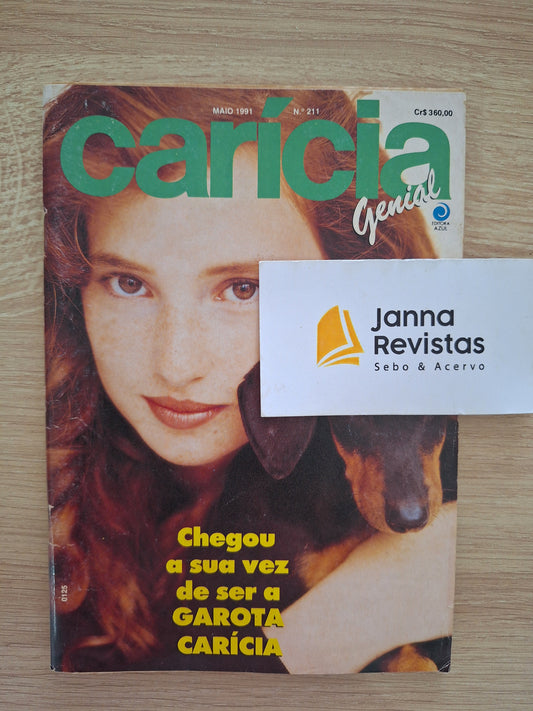 MAIO 1991 N.º 211 Cr$ 360,00
carícia
Genial
EDITORA
AZUL
Janna
Revistas
Sebo & Acervo
Chegou
a sua vez
de ser a
GAROTA
CARÍCIA
0125